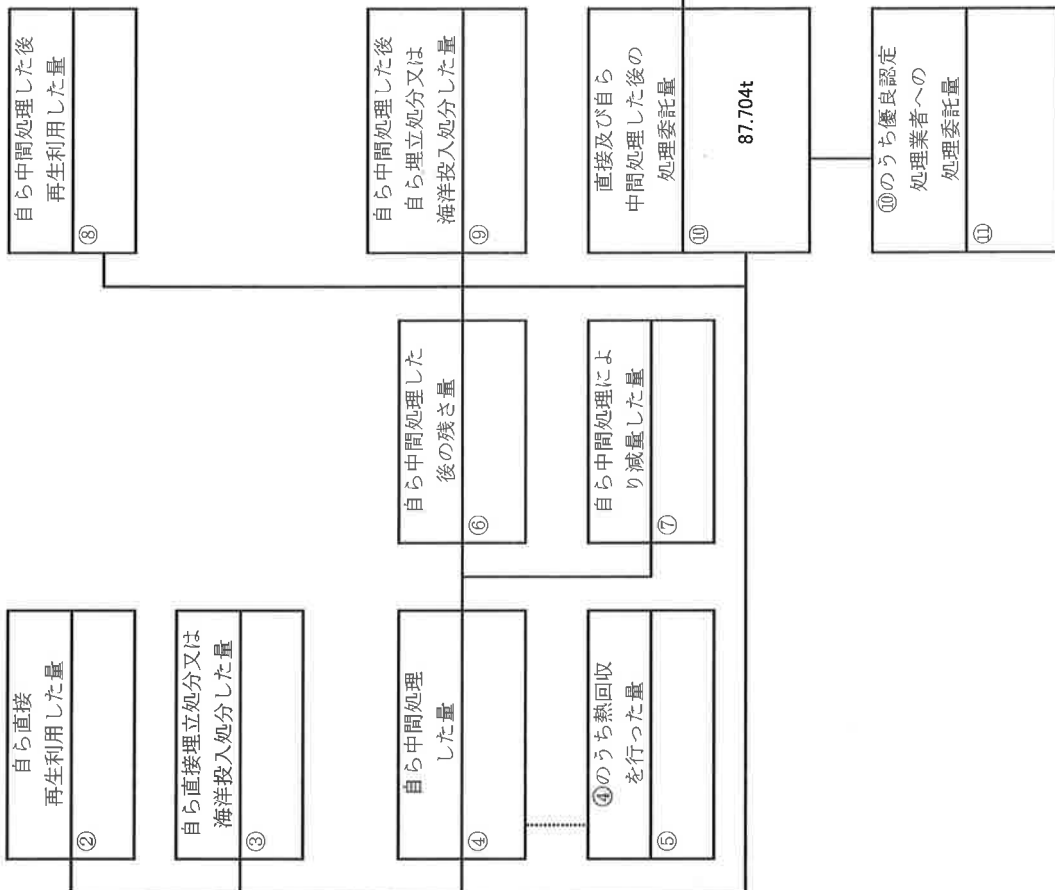 自ら直接
再生利用した量
②
自ら直接埋立処分又は
海洋投入処分した量
③
自ら中間処理
した量
④
④のうち熱回収
を行った量
⑤
自ら中間処理した
後の残さ量
⑥
自ら中間処理によ
り減量した量
⑦
自ら中間処理した後
再生利用した量
⑧
自ら中間処理した後
自ら埋立処分又は
海洋投入処分した量
⑨
直接及び自ら
中間処理した後の
処理委託量
⑩
87.704t
⑩のうち優良認定
処理業者への
処理委託量
⑪